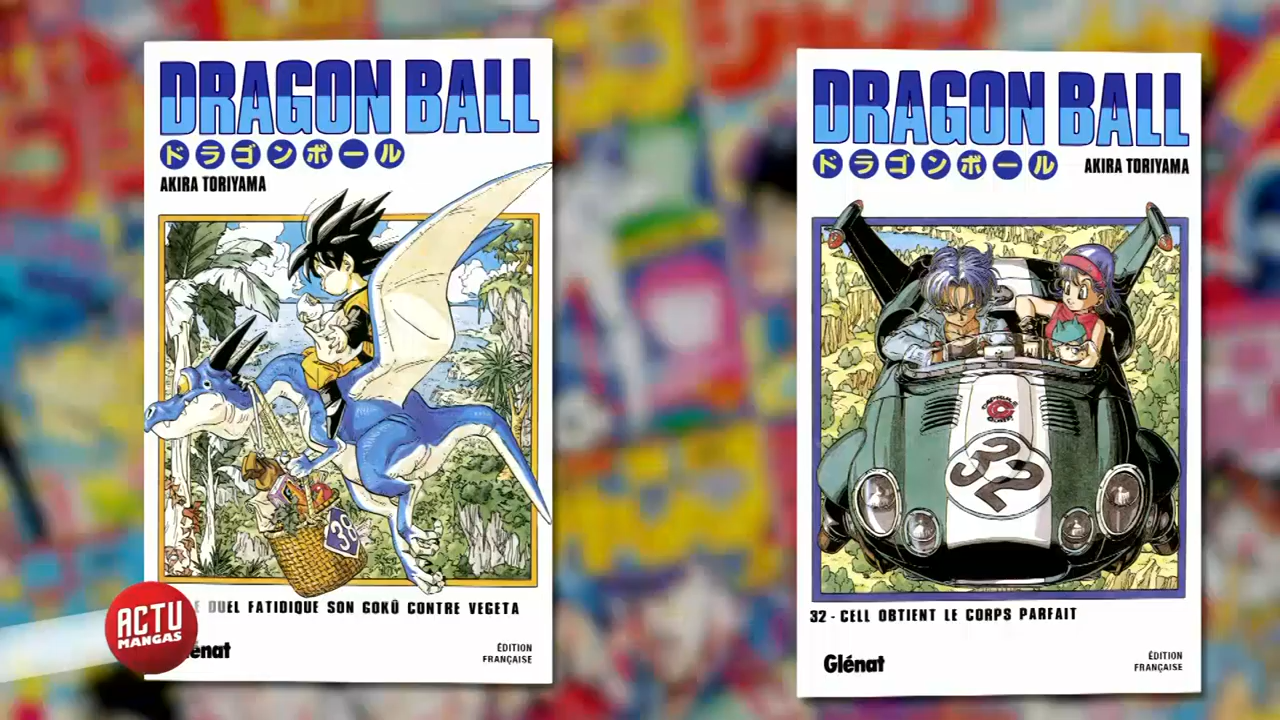 DRAGON BALL
ドラゴンボール
AKIRA TORIYAMA
38
DUEL FATIDIQUE SON GOKÛ CONTRE VEGETA
ÉDITION
FRANÇAISE
ACTU
MANGAS
DRAGON BALL
ドラゴンボール
AKIRA TORIYAMA
32
32 - CELL OBTIENT LE CORPS PARFAIT
Glénat
ÉDITION
FRANÇAISE